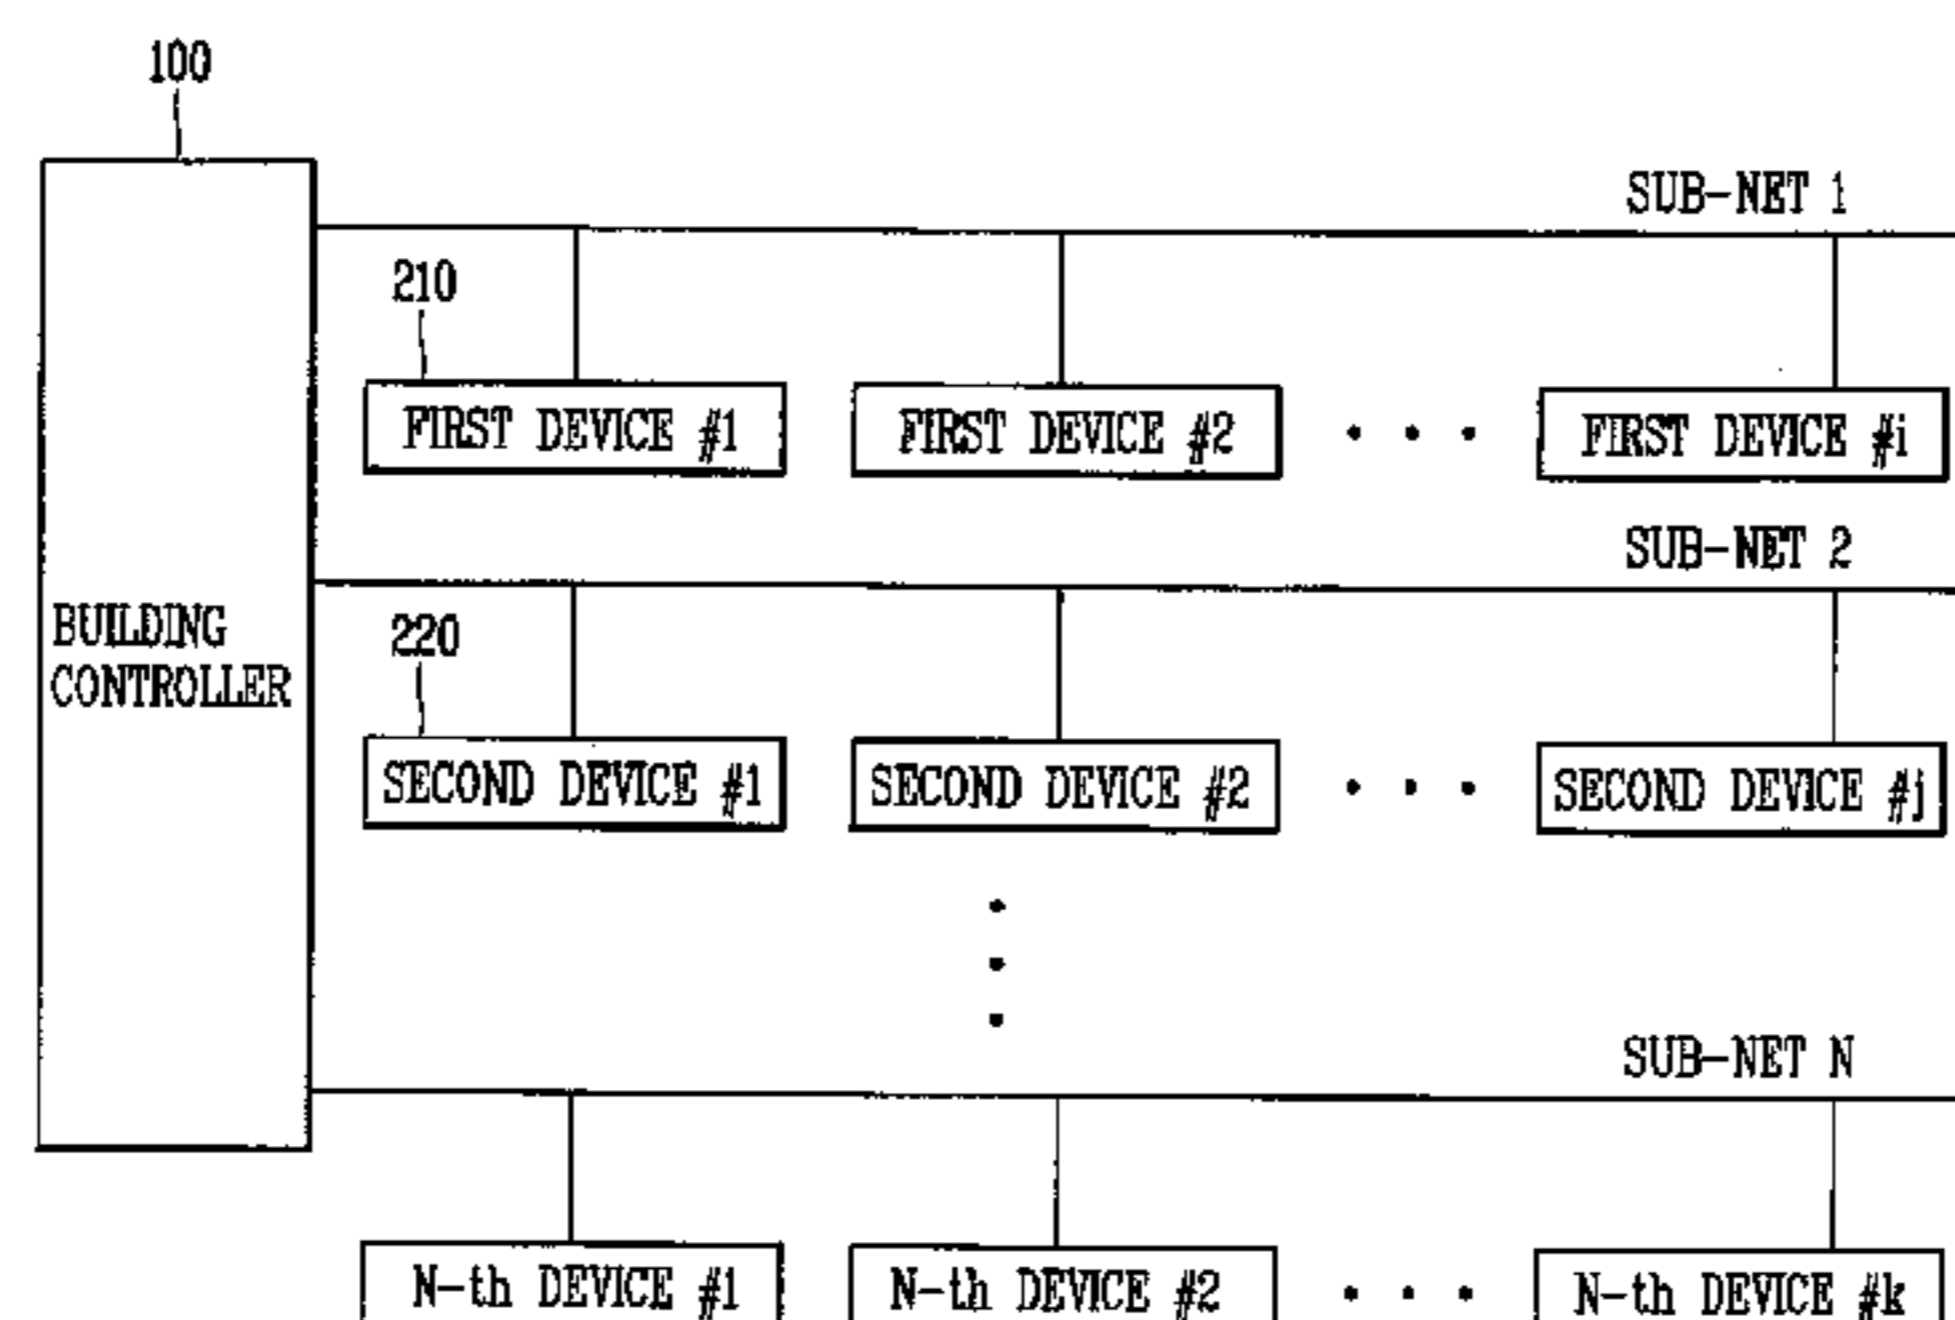 100
SUB-NET 1
210
FIRST DEVICE #1
FIRST DEVICE #2
FIRST DEVICE #i
SUB-NET 2
BUILDING
CONTROLLER
220
SECOND DEVICE #1
SECOND DEVICE #2
SECOND DEVICE #j
SUB-NET N
N-th DEVICE #1
N-th DEVICE #2
N-th DEVICE #k